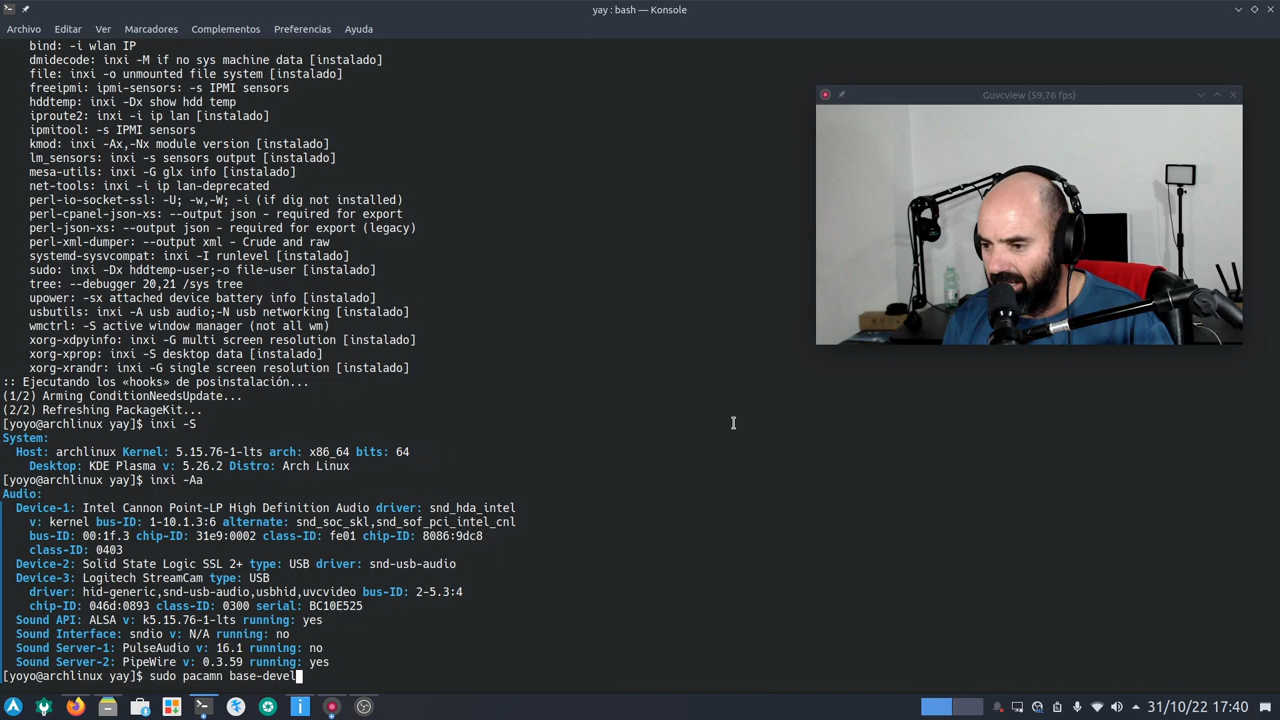 yay : bash — Konsole
Archivo Editar Ver Marcadores Complementos Preferencias Ayuda
bind: -i wlan IP
dmidecode: inxi -M if no sys machine data [instalado]
file: inxi -o unmounted file system [instalado]
freeipmi: ipmi-sensors: -s IPMI sensors
hddtemp: inxi -Dx show hdd temp
iproute2: inxi -i ip lan [instalado]
ipmitool: -s IPMI sensors
kmod: inxi -Ax,-Nx module version [instalado]
lm_sensors: inxi -s sensors output [instalado]
mesa-utils: inxi -G glx info [instalado]
net-tools: inxi -i ip lan-deprecated
perl-io-socket-ssl: -U; -w,-W; -i (if dig not installed)
perl-cpanel-json-xs: --output json - required for export
perl-json-xs: --output json - required for export (legacy)
perl-xml-dumper: --output xml - Crude and raw
systemd-sysvcompat: inxi -I runlevel [instalado]
sudo: inxi -Dx hddtemp-user;-o file-user [instalado]
tree: --debugger 20,21 /sys tree
upower: -sx attached device battery info [instalado]
usbutils: inxi -A usb audio;-N usb networking [instalado]
wmctrl: -S active window manager (not all wm)
xorg-xdpyinfo: inxi -G multi screen resolution [instalado]
xorg-xprop: inxi -S desktop data [instalado]
xorg-xrandr: inxi -G single screen resolution [instalado]
:: Ejecutando los «hooks» de posinstalación...
(1/2) Arming ConditionNeedsUpdate...
(2/2) Refreshing PackageKit...
[yoyo@archlinux yay]$ inxi -S
System:
Host: archlinux Kernel: 5.15.76-1-lts arch: x86_64 bits: 64
Desktop: KDE Plasma v: 5.26.2 Distro: Arch Linux
[yoyo@archlinux yay]$ inxi -Aa
Audio:
Device-1: Intel Cannon Point-LP High Definition Audio driver: snd_hda_intel
v: kernel bus-ID: 1-10.1.3:6 alternate: snd_soc_skl,snd_sof_pci_intel_cnl
bus-ID: 00:1f.3 chip-ID: 31e9:0002 class-ID: fe01 chip-ID: 8086:9dc8
class-ID: 0403
Device-2: Solid State Logic SSL 2+ type: USB driver: snd-usb-audio
Device-3: Logitech StreamCam type: USB
driver: hid-generic,snd-usb-audio,usbhid,uvcvideo bus-ID: 2-5.3:4
chip-ID: 046d:0893 class-ID: 0300 serial: BC10E525
Sound API: ALSA v: k5.15.76-1-lts running: yes
Sound Interface: sndio v: N/A running: no
Sound Server-1: PulseAudio v: 16.1 running: no
Sound Server-2: PipeWire v: 0.3.59 running: yes
[yoyo@archlinux yay]$ sudo pacamn base-devel
Guvcview (59,76 fps)
31/10/22 17:40